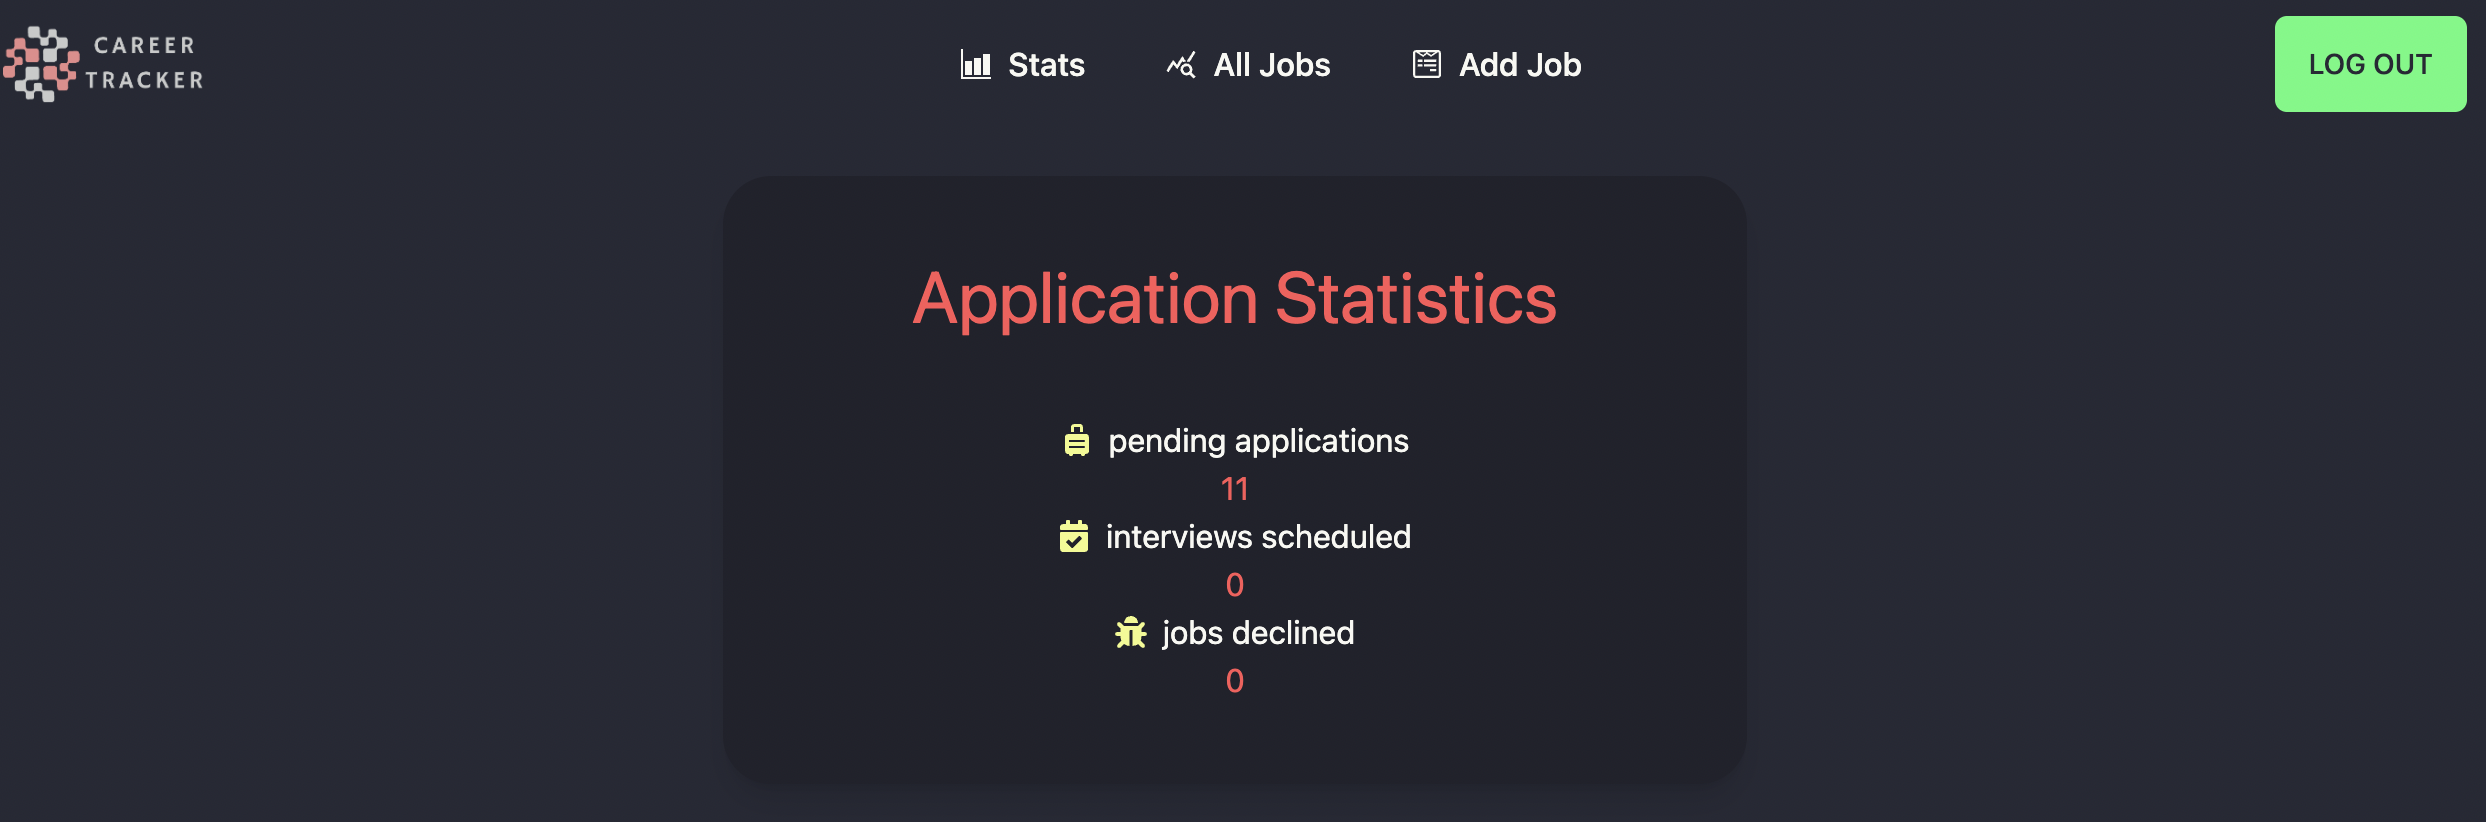 CAREER
TRACKER
Stats
All Jobs
Add Job
LOG OUT
Application Statistics
pending applications
11
interviews scheduled
0
jobs declined
0